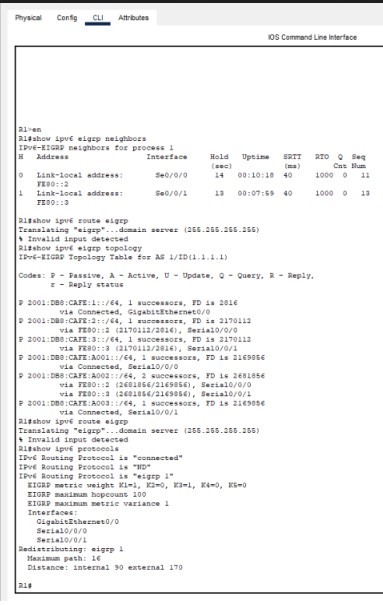 Physical Config CLI Attributes
IOS Command Line Interface
R1>en
R1#show ipv6 eigrp neighbors
IPv6-EIGRP neighbors for process 1
H Address Interface Hold Uptime SRTT RTO Q Seq
(sec) (ms) Cnt Num
0 Link-local address: Se0/0/0 14 00:10:18 40 1000 0 11
FE80::2
1 Link-local address: Se0/0/1 13 00:07:59 40 1000 0 13
FE80::3
R1#show ipv6 route eigrp
Translating "eigrp"...domain server (255.255.255.255)
% Invalid input detected
R1#show ipv6 eigrp topology
IPv6-EIGRP Topology Table for AS 1/ID(1.1.1.1)
Codes: P - Passive, A - Active, U - Update, Q - Query, R - Reply,
r - Reply status
P 2001:DB8:CAFE:1::/64, 1 successors, FD is 2816
via Connected, GigabitEthernet0/0
P 2001:DB8:CAFE:2::/64, 1 successors, FD is 2170112
via FE80::2 (2170112/2816), Serial0/0/0
P 2001:DB8:CAFE:3::/64, 1 successors, FD is 2170112
via FE80::3 (2170112/2816), Serial0/0/1
P 2001:DB8:CAFE:A001::/64, 1 successors, FD is 2169856
via Connected, Serial0/0/0
P 2001:DB8:CAFE:A002::/64, 2 successors, FD is 2681856
via FE80::2 (2681856/2169856), Serial0/0/0
via FE80::3 (2681856/2169856), Serial0/0/1
P 2001:DB8:CAFE:A003::/64, 1 successors, FD is 2169856
via Connected, Serial0/0/1
R1#show ipv6 route eigrp
Translating "eigrp"...domain server (255.255.255.255)
% Invalid input detected
R1#show ipv6 protocols
IPv6 Routing Protocol is "connected"
IPv6 Routing Protocol is "ND"
IPv6 Routing Protocol is "eigrp 1"
EIGRP metric weight K1=1, K2=0, K3=1, K4=0, K5=0
EIGRP maximum hopcount 100
EIGRP maximum metric variance 1
Interfaces:
GigabitEthernet0/0
Serial0/0/0
Serial0/0/1
Redistributing: eigrp 1
Maximum path: 16
Distance: internal 90 external 170
R1#